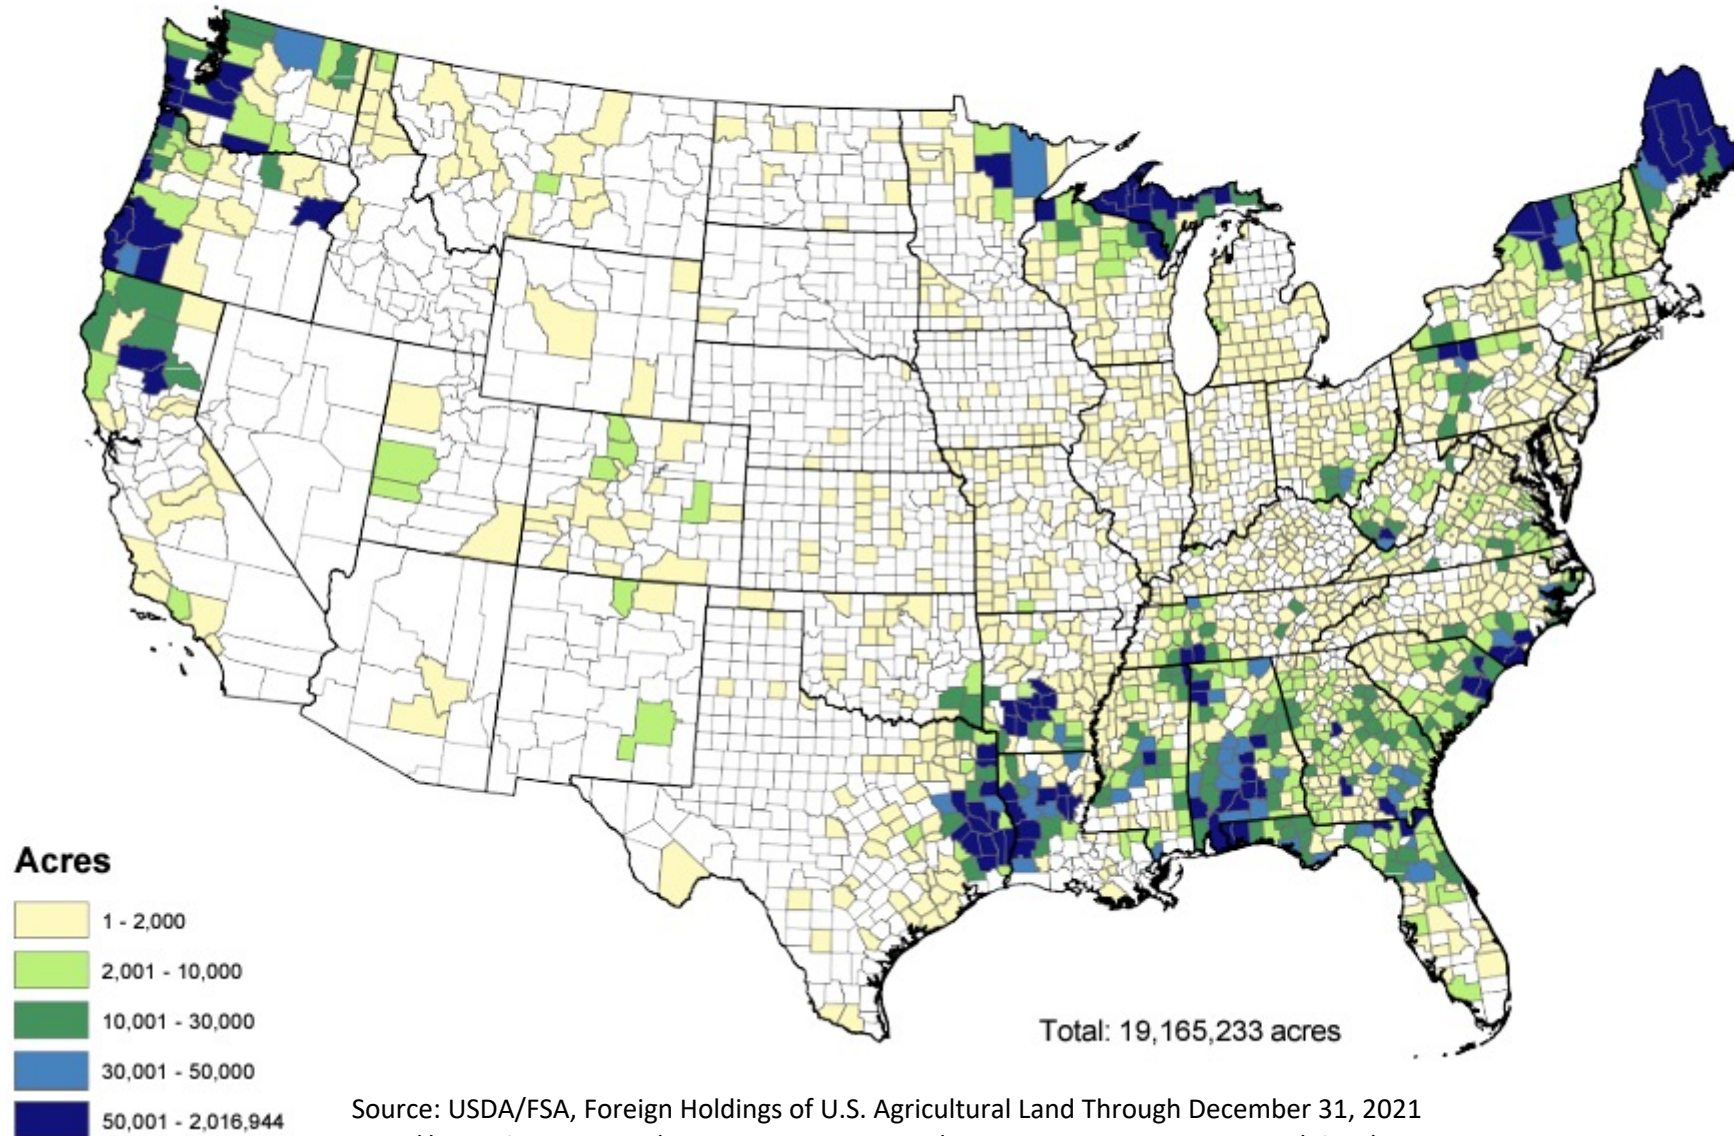 Acres
1 - 2,000
2,001 - 10,000
10,001 - 30,000
30,001 - 50,000
50,001 - 2,016,944
Total: 19,165,233 acres
Source: USDA/FSA, Foreign Holdings of U.S. Agricultural Land Through December 31, 2021